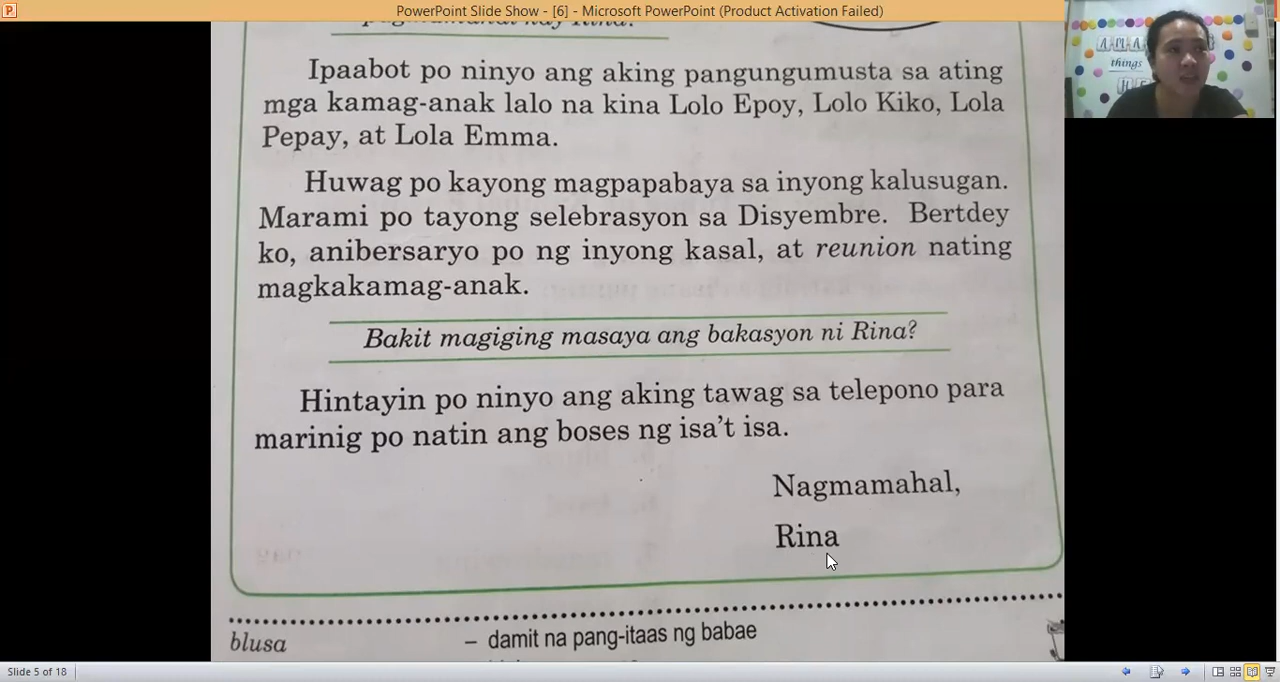 PowerPoint Slide Show - [6] - Microsoft PowerPoint (Product Activation Failed)
Ipaabot po ninyo ang aking pangungumusta sa ating
mga kamag-anak lalo na kina Lolo Epoy, Lolo Kiko, Lola
Pepay, at Lola Emma.
Huwag po kayong magpapabaya sa inyong kalusugan.
Marami po tayong selebrasyon sa Disyembre. Bertdey
ko, anibersaryo po ng inyong kasal, at reunion nating
magkakamag-anak.
Bakit magiging masaya ang bakasyon ni Rina?
Hintayin po ninyo ang aking tawag sa telepono para
marinig po natin ang boses ng isa't isa.
Nagmamahal,
Rina
blusa – damit na pang-itaas ng babae
things
Slide 5 of 18